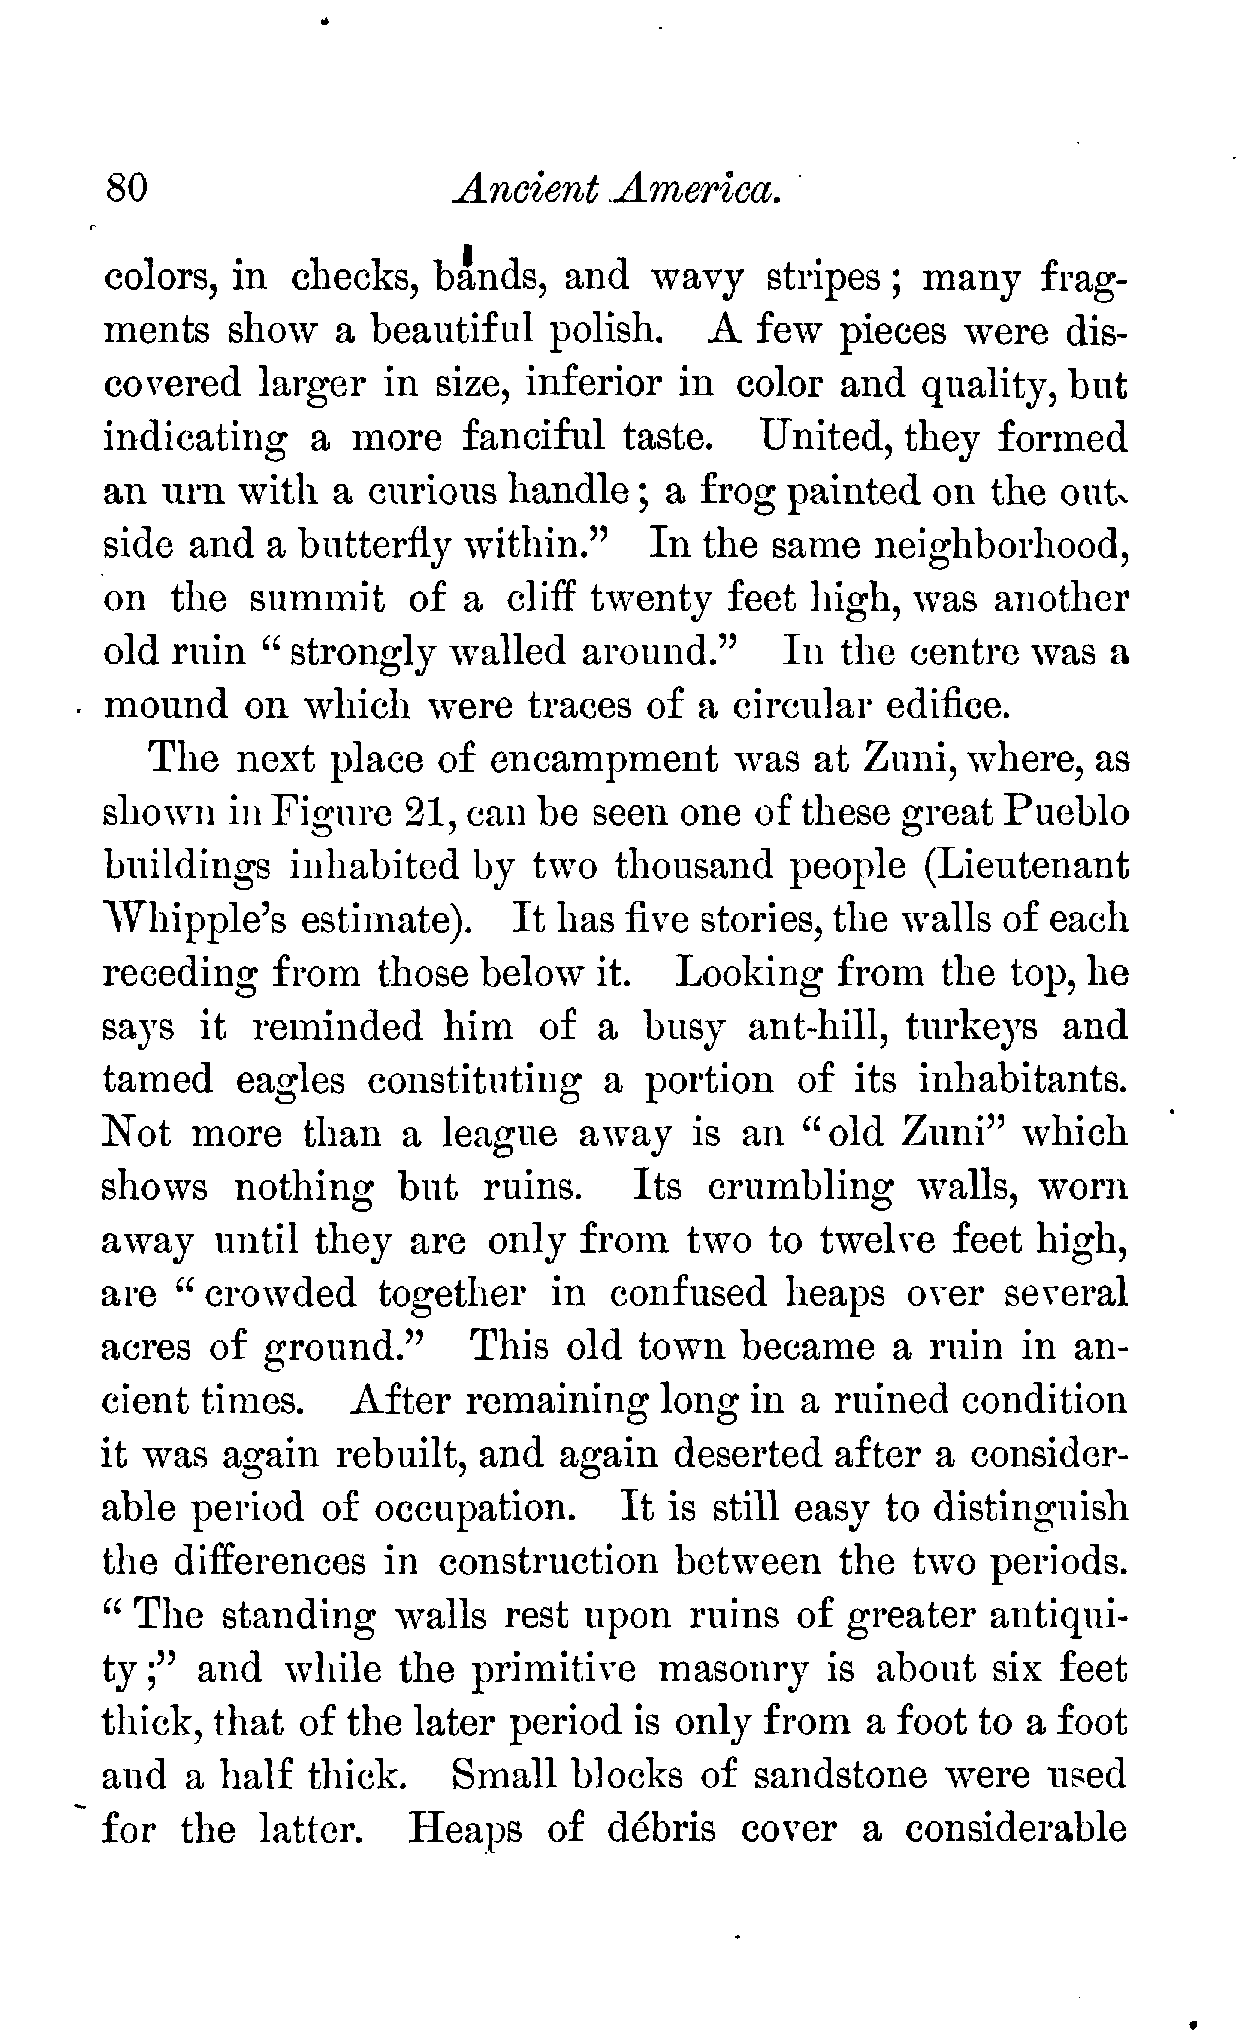 80 Ancient America.
colors, in checks, bands, and wavy stripes; many frag-
ments show a beautiful polish. A few pieces were dis-
covered larger in size, inferior in color and quality, but
indicating a more fanciful taste. United, they formed
an urn with a curious handle; a frog painted on the out-
side and a butterfly within." In the same neighborhood,
on the summit of a cliff twenty feet high, was another
old ruin "strongly walled around." In the centre was a
mound on which were traces of a circular edifice.
The next place of encampment was at Zuni, where, as
shown in Figure 21, can be seen one of these great Pueblo
buildings inhabited by two thousand people (Lieutenant
Whipple's estimate). It has five stories, the walls of each
receding from those below it. Looking from the top, he
says it reminded him of a busy ant-hill, turkeys and
tamed eagles constituting a portion of its inhabitants.
Not more than a league away is an "old Zuni" which
shows nothing but ruins. Its crumbling walls, worn
away until they are only from two to twelve feet high,
are "crowded together in confused heaps over several
acres of ground." This old town became a ruin in an-
cient times. After remaining long in a ruined condition
it was again rebuilt, and again deserted after a consider-
able period of occupation. It is still easy to distinguish
the differences in construction between the two periods.
"The standing walls rest upon ruins of greater antiqui-
ty;" and while the primitive masonry is about six feet
thick, that of the later period is only from a foot to a foot
and a half thick. Small blocks of sandstone were used
for the latter. Heaps of débris cover a considerable